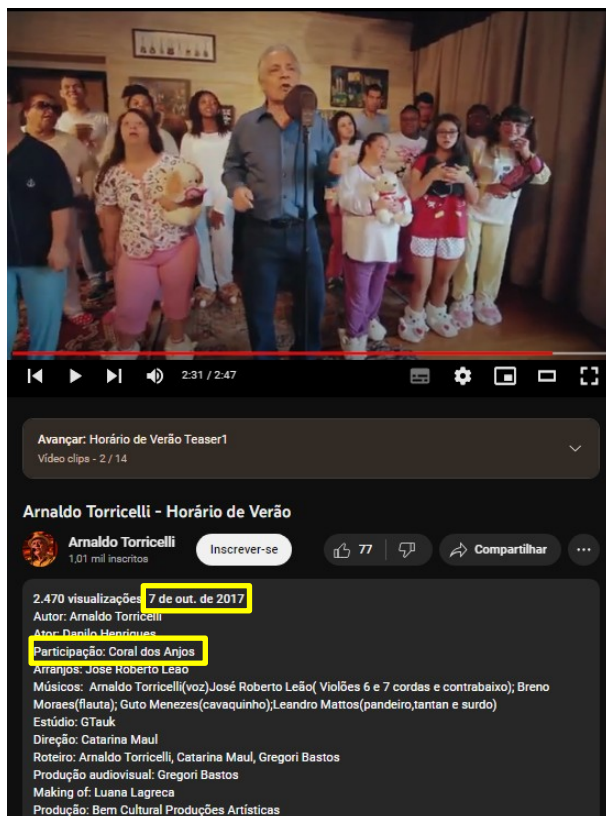 2:31 / 2:47
Avançar: Horário de Verão Teaser1
Vídeo clips - 2 / 14
Arnaldo Torricelli - Horário de Verão
Arnaldo Torricelli
1,01 mil inscritos
Inscrever-se
77
Compartilhar
2.470 visualizações 7 de out. de 2017
Autor: Arnaldo Torricelli
Ator: Danilo Henriques
Participação: Coral dos Anjos
Arranjos: José Roberto Leão
Músicos: Arnaldo Torricelli(voz)José Roberto Leão( Violões 6 e 7 cordas e contrabaixo); Breno
Moraes(flauta); Guto Menezes(cavaquinho);Leandro Mattos(pandeiro,tantan e surdo)
Estúdio: GTauk
Direção: Catarina Maul
Roteiro: Arnaldo Torricelli, Catarina Maul, Gregori Bastos
Produção audiovisual: Gregori Bastos
Making of: Luana Lagreca
Produção: Bem Cultural Produções Artísticas